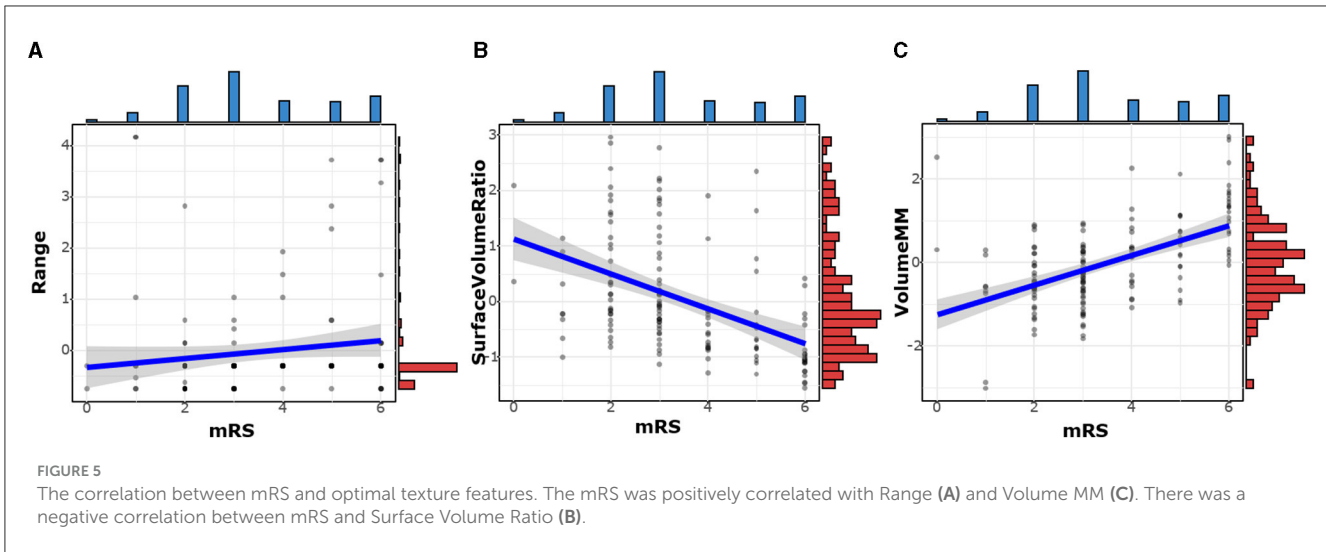 A
B
C
4
3
2
1
0
Range
0
2
4
6
mRS
3
2
1
0
-1
SurfaceVolumeRatio
0
2
4
6
mRS
2
0
-2
VolumeMM
0
2
4
6
mRS
FIGURE 5
The correlation between mRS and optimal texture features. The mRS was positively correlated with Range (A) and Volume MM (C). There was a
negative correlation between mRS and Surface Volume Ratio (B).